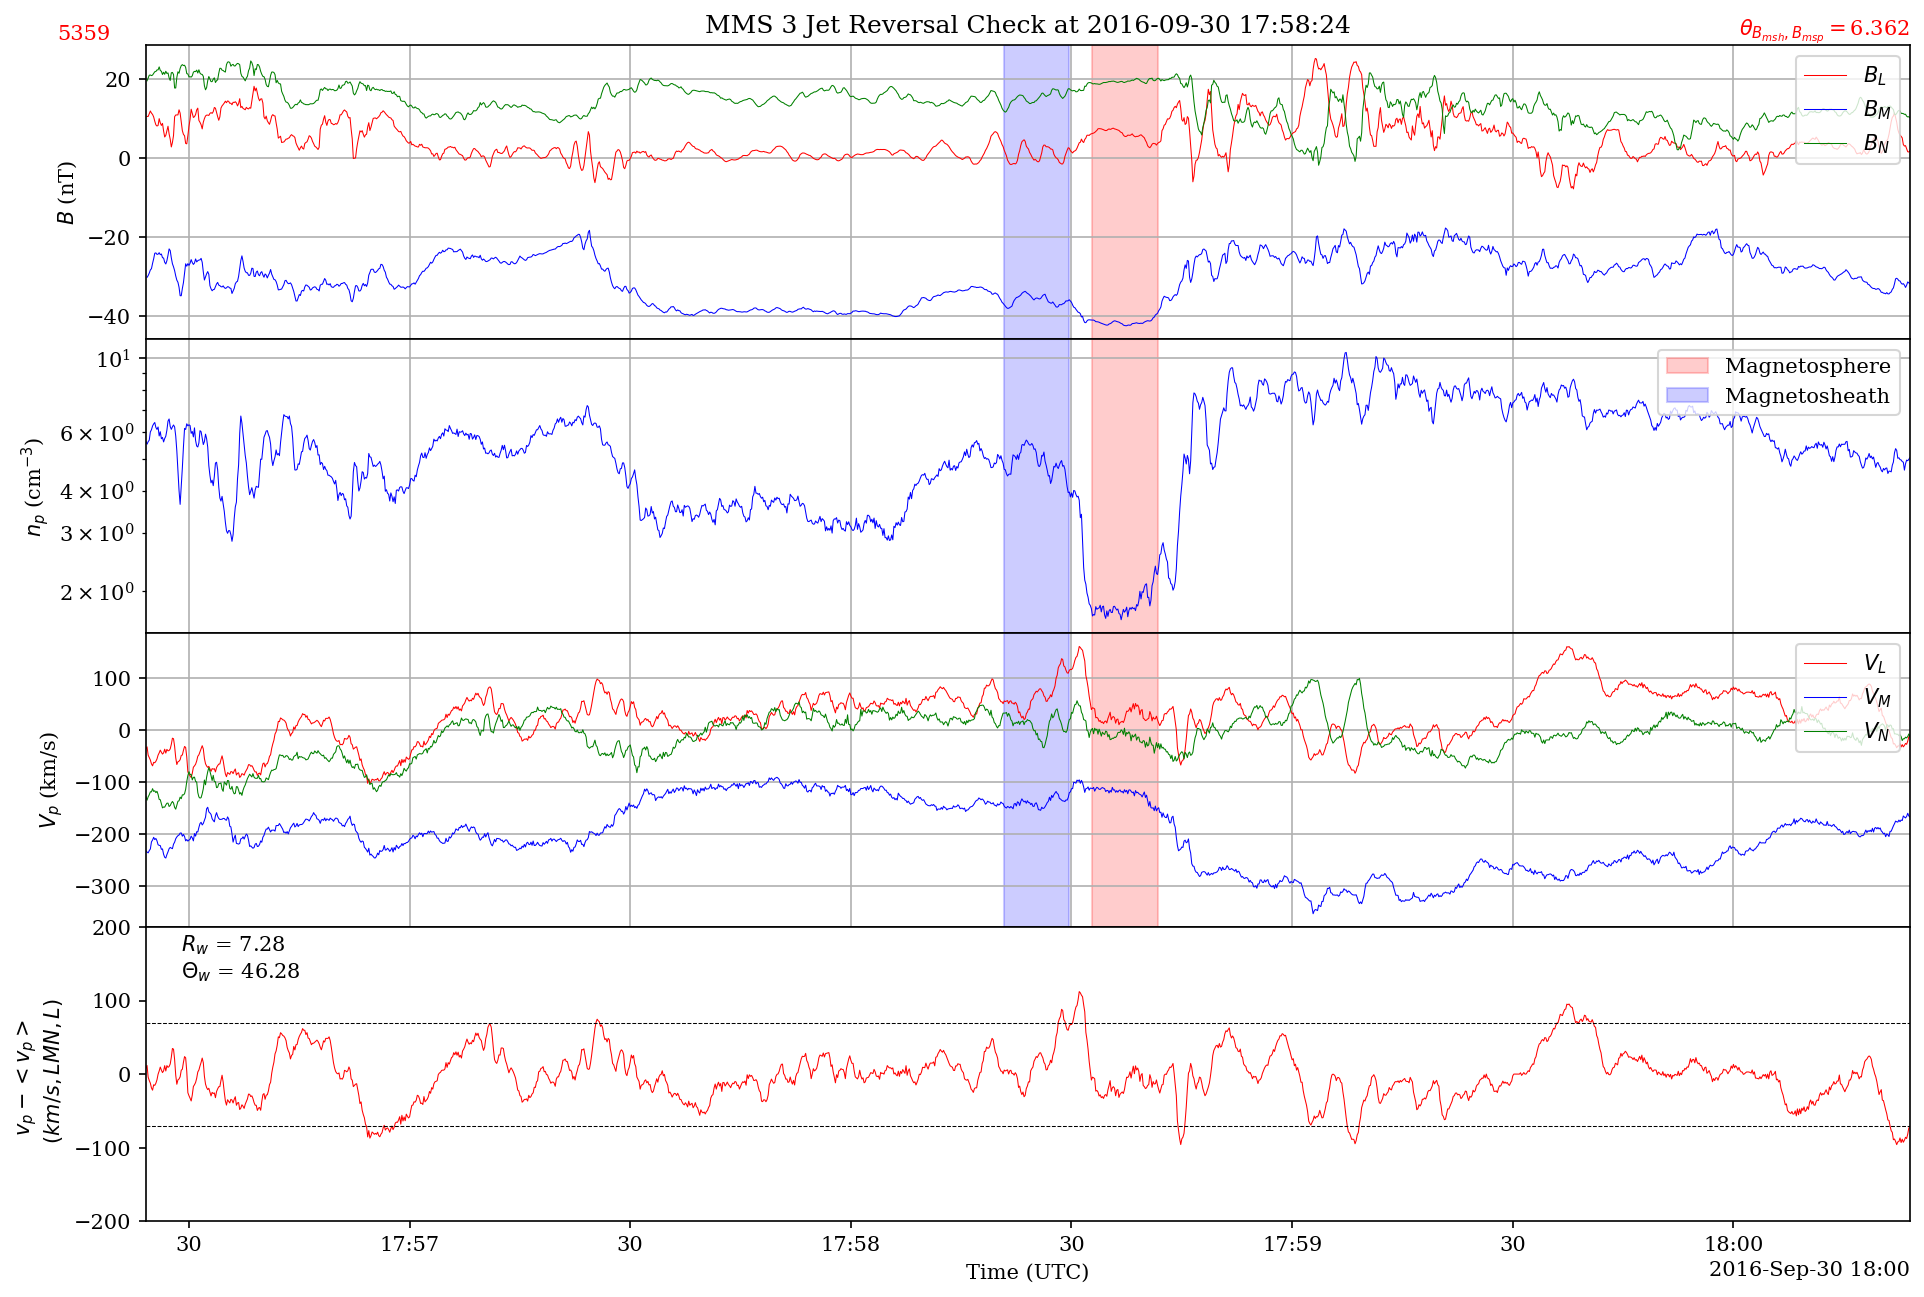 5359
MMS 3 Jet Reversal Check at 2016-09-30 17:58:24
θ_{B_{msh}, B_{msp}} = 6.362
20
0
−20
−40
B (nT)
B_L
B_M
B_N
10^1
6 × 10^0
4 × 10^0
3 × 10^0
2 × 10^0
n_p (cm^{−3})
Magnetosphere
Magnetosheath
100
0
−100
−200
−300
V_p (km/s)
V_L
V_M
V_N
200
100
0
−100
−200
v_p − < v_p >
(km/s, LMN, L)
R_w = 7.28
Θ_w = 46.28
30 17:57 30 17:58 30 17:59 30 18:00
Time (UTC)
2016-Sep-30 18:00